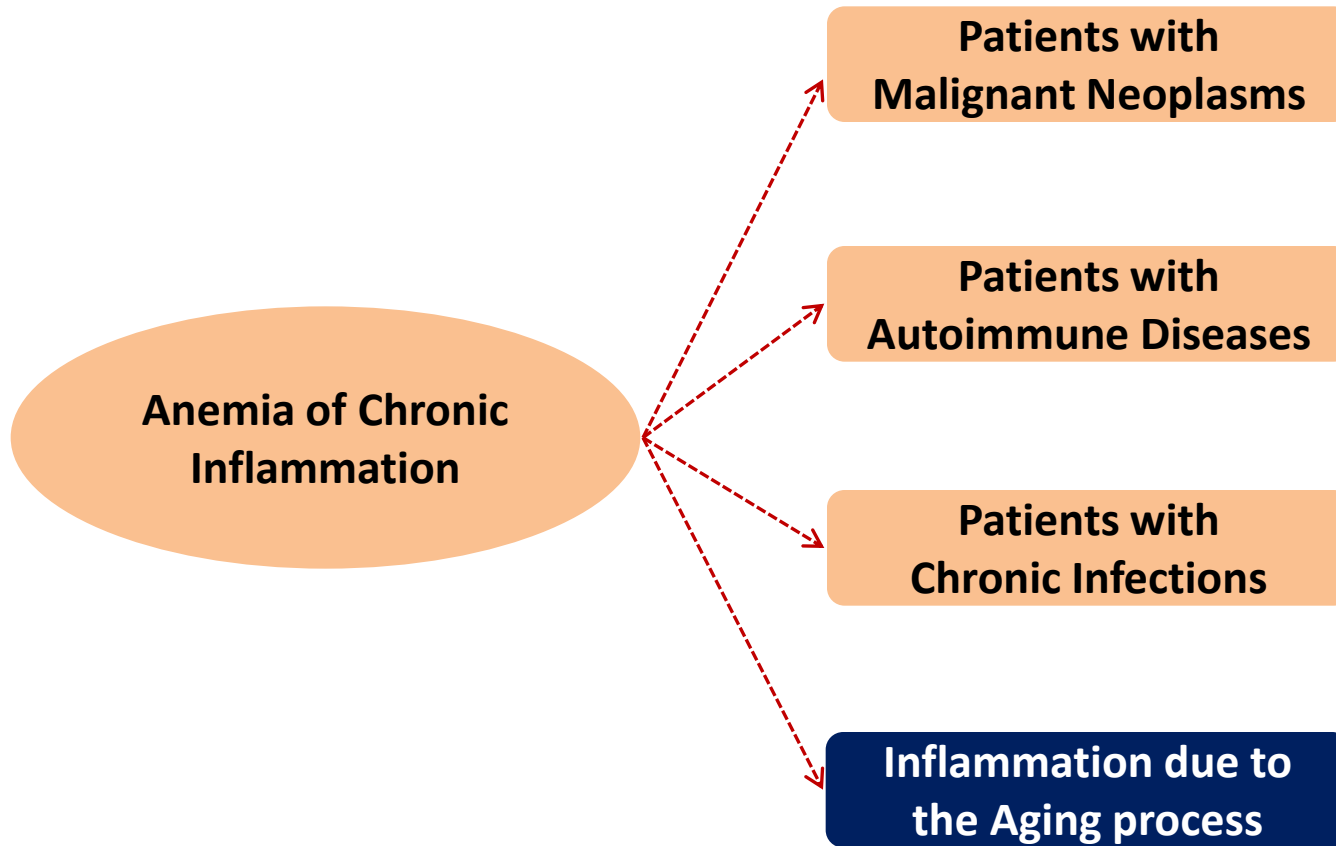 Patients with
Malignant Neoplasms
Patients with
Autoimmune Diseases
Anemia of Chronic
Inflammation
Patients with
Chronic Infections
Inflammation due to
the Aging process